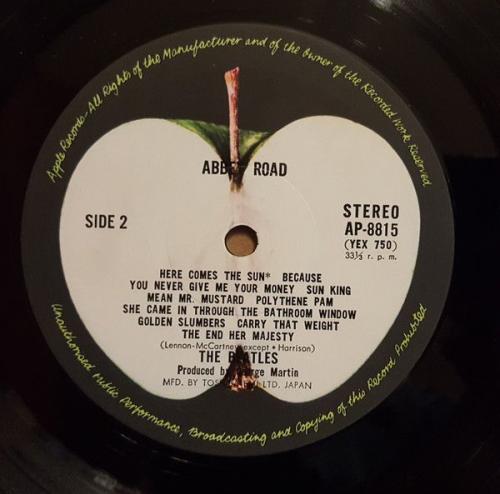 Apple Records-All Rights of the Manufacturer and of the Owner of the Recorded Work Reserved
ABBEY ROAD
SIDE 2
STEREO
AP-8815
(YEX 750)
33⅓ r. p. m.
HERE COMES THE SUN* BECAUSE
YOU NEVER GIVE ME YOUR MONEY SUN KING
MEAN MR. MUSTARD POLYTHENE PAM
SHE CAME IN THROUGH THE BATHROOM WINDOW
GOLDEN SLUMBERS CARRY THAT WEIGHT
THE END HER MAJESTY
(Lennon-McCartney except * Harrison)
THE BEATLES
Produced by George Martin
MFD. BY TOSHIBA EMI LTD. JAPAN
Unauthorised Public Performance, Broadcasting and Copying of this Record Prohibited